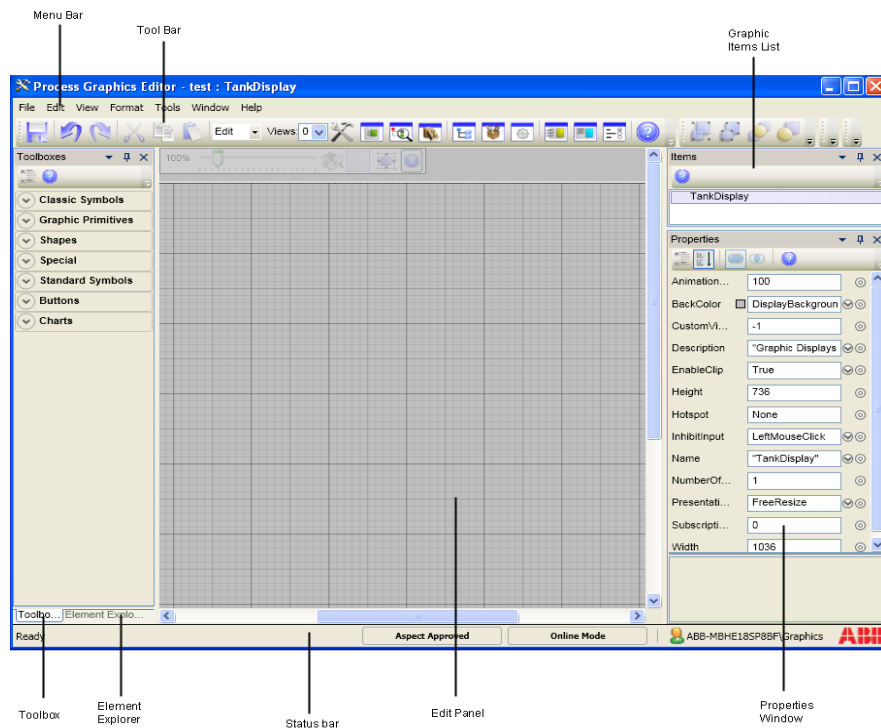 Menu Bar
Tool Bar
Graphic
Items List
Process Graphics Editor - test : TankDisplay
File Edit View Format Tools Window Help
Edit Views: 0
Toolboxes
100%
Items
Classic Symbols
Graphic Primitives
Shapes
Special
Standard Symbols
Buttons
Charts
TankDisplay
Properties
Animation... 100
BackColor DisplayBackgroun
CustomVi... -1
Description "Graphic Displays
EnableClip True
Height 736
Hotspot None
InhibitInput LeftMouseClick
Name "TankDisplay"
NumberOf... 1
Presentati... FreeResize
Subscripti... 0
Width 1036
Toolbo... Element Explo...
Ready Aspect Approved Online Mode ABB-MBHE18SP8BF\Graphics ABB
Toolbox
Element
Explorer
Status bar
Edit Panel
Properties
Window